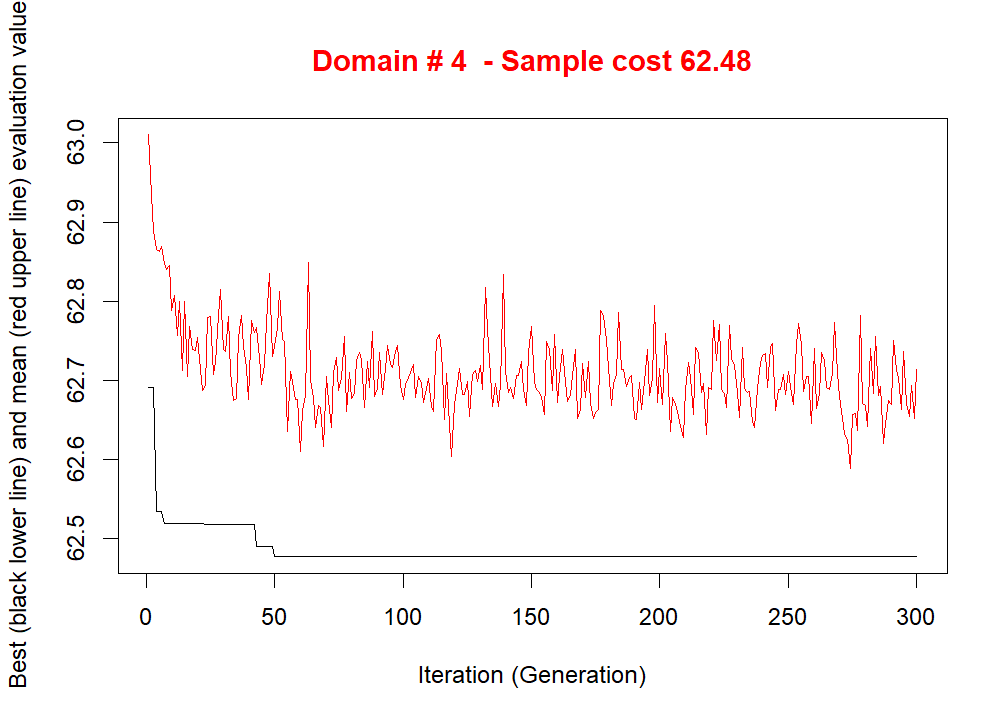 Domain # 4  - Sample cost 62.48
Best (black lower line) and mean (red upper line) evaluation value
63.0
62.9
62.8
62.7
62.6
62.5
0 50 100 150 200 250 300
Iteration (Generation)